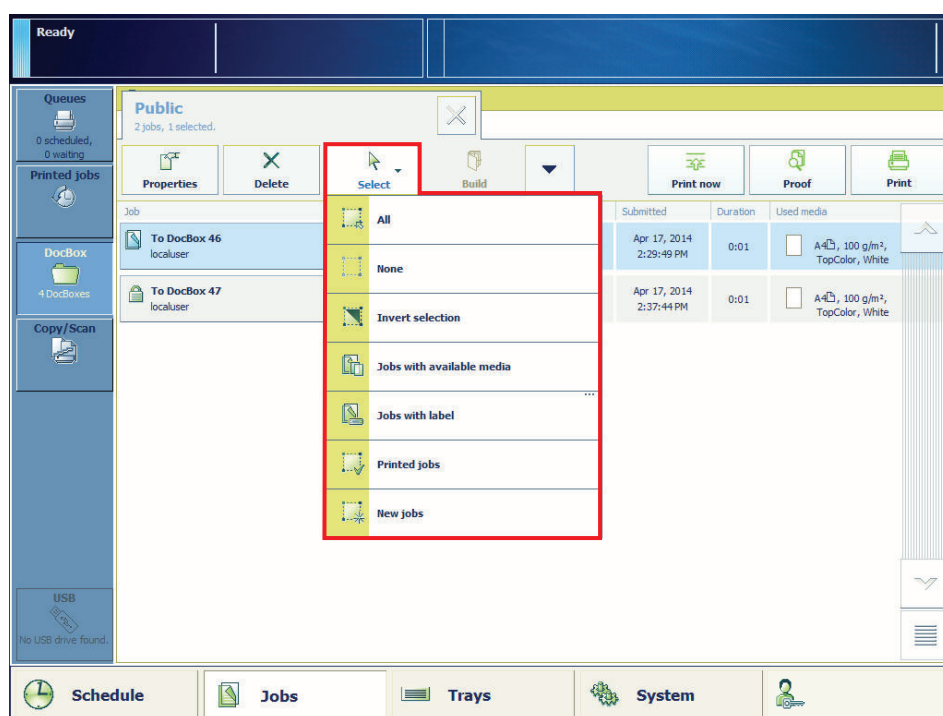 Ready
Queues
0 scheduled,
0 waiting
Printed jobs
DocBox
4 DocBoxes
Copy/Scan
USB
No USB drive found.
Public
2 jobs, 1 selected.
Properties
Delete
Select
Build
Print now
Proof
Print
Job
Submitted
Duration
Used media
To DocBox 46
localuser
Apr 17, 2014
2:29:49 PM
0:01
A4, 100 g/m²,
TopColor, White
To DocBox 47
localuser
Apr 17, 2014
2:37:44 PM
0:01
A4, 100 g/m²,
TopColor, White
All
None
Invert selection
Jobs with available media
...
Jobs with label
Printed jobs
New jobs
Schedule
Jobs
Trays
System